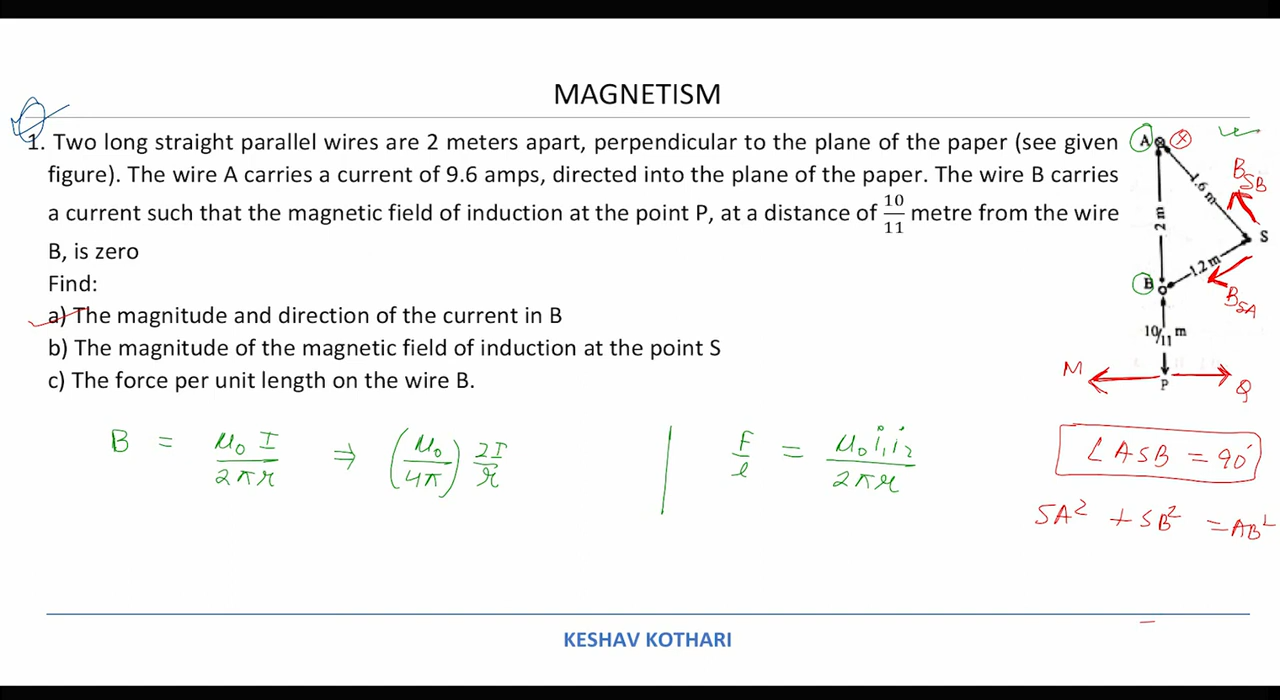 MAGNETISM
1. Two long straight parallel wires are 2 meters apart, perpendicular to the plane of the paper (see given
figure). The wire A carries a current of 9.6 amps, directed into the plane of the paper. The wire B carries
a current such that the magnetic field of induction at the point P, at a distance of 10/11 metre from the wire
B, is zero
Find:
a) The magnitude and direction of the current in B
b) The magnitude of the magnetic field of induction at the point S
c) The force per unit length on the wire B.
A
B_SB
1.6 m
2 m
S
1.2 m
B
B_SA
10/11 m
M
P
Q
B = μ₀ I / 2πr ⇒ (μ₀ / 4π) 2I / r
F / l = μ₀ i₁ i₂ / 2πr
∠ASB = 90°
SA² + SB² = AB²
KESHAV KOTHARI